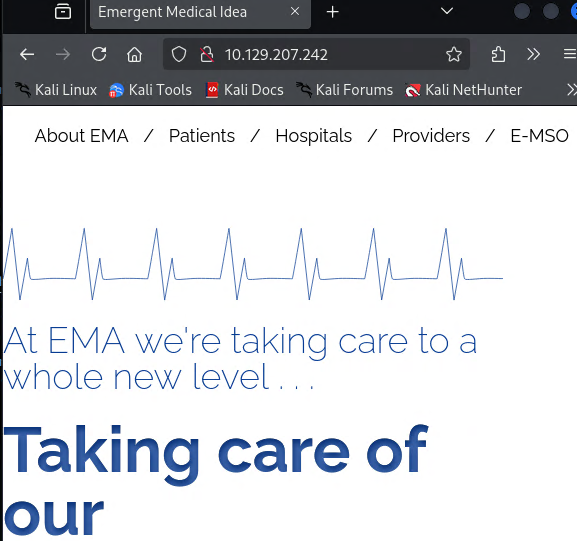 Emergent Medical Idea
10.129.207.242
Kali Linux Kali Tools Kali Docs Kali Forums Kali NetHunter
About EMA / Patients / Hospitals / Providers / E-MSO
At EMA we're taking care to a
whole new level . . .
Taking care of
our